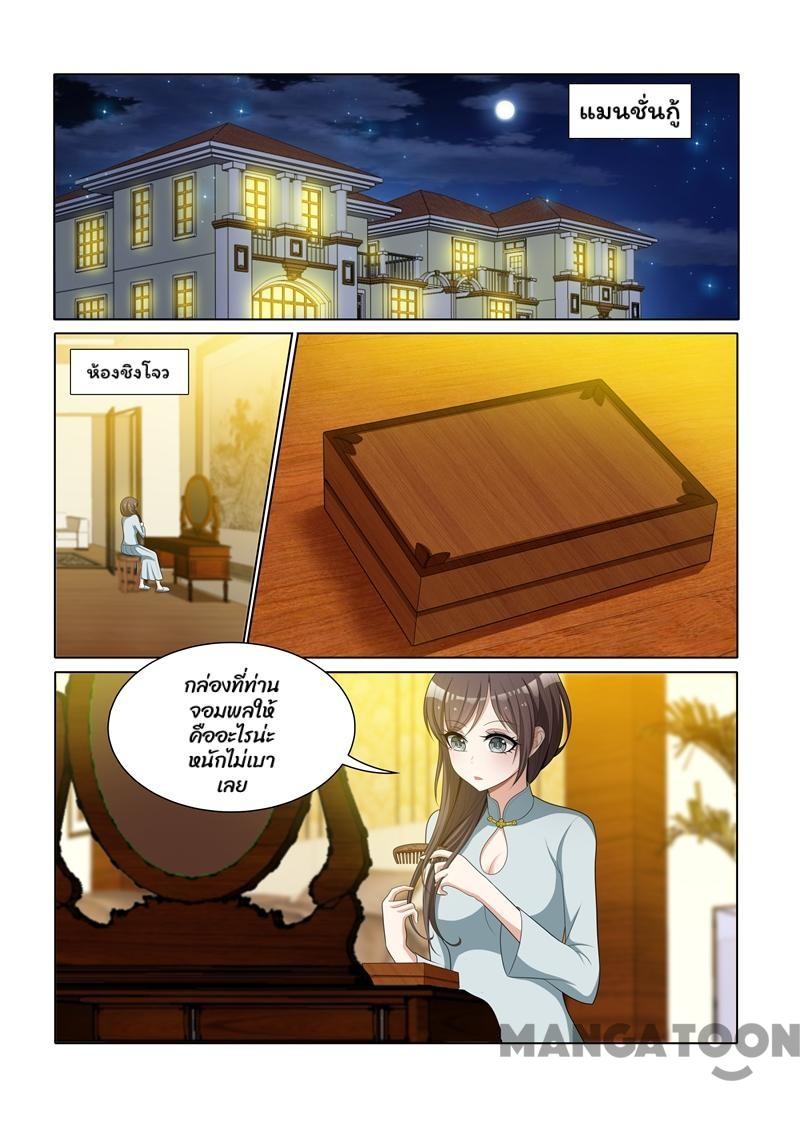 แมนชั่นกู้
ห้องชิงโจว
กล่องที่ท่าน
จอมพลให้
คืออะไรน่ะ
หนักไม่เบา
เลย
MANGATOON